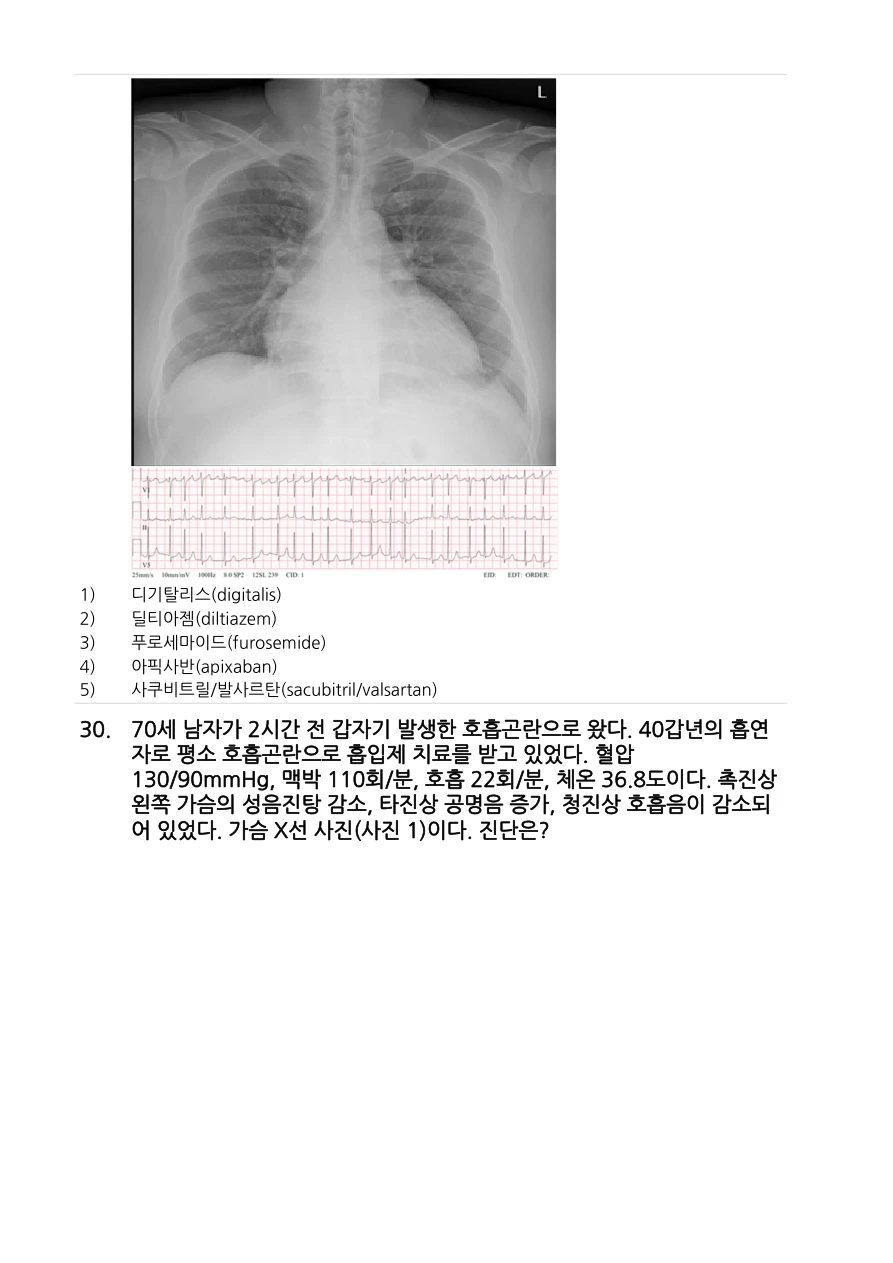 L
V1
II
V5
25mm/s 10mm/mV 100Hz 8.0 SP2 12SL 239 CID: 1 EID: EDT: ORDER:
1) 디기탈리스(digitalis)
2) 딜티아젬(diltiazem)
3) 푸로세마이드(furosemide)
4) 아픽사반(apixaban)
5) 사쿠비트릴/발사르탄(sacubitril/valsartan)
30. 70세 남자가 2시간 전 갑자기 발생한 호흡곤란으로 왔다. 40갑년의 흡연
자로 평소 호흡곤란으로 흡입제 치료를 받고 있었다. 혈압
130/90mmHg, 맥박 110회/분, 호흡 22회/분, 체온 36.8도이다. 촉진상
왼쪽 가슴의 성음진탕 감소, 타진상 공명음 증가, 청진상 호흡음이 감소되
어 있었다. 가슴 X선 사진(사진 1)이다. 진단은?